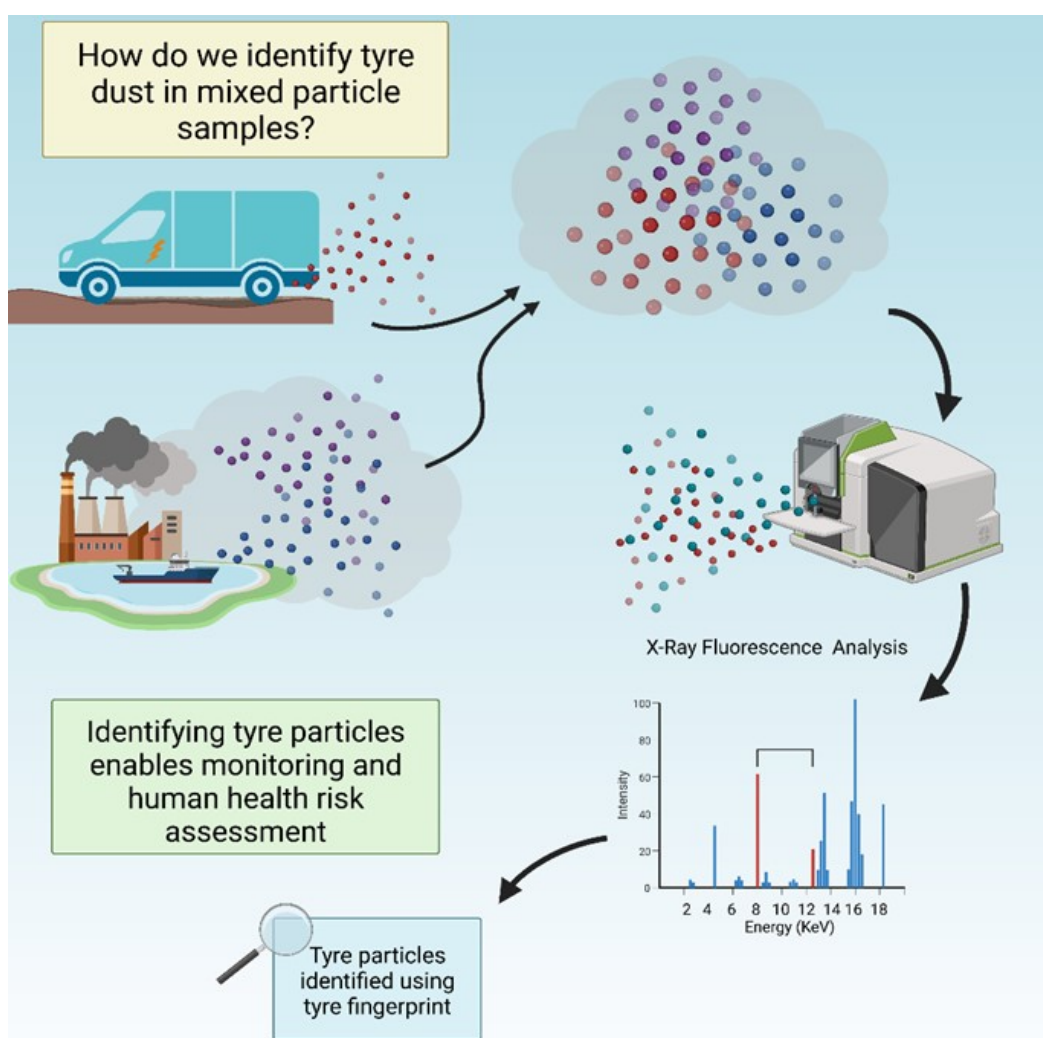 How do we identify tyre
dust in mixed particle
samples?
X-Ray Fluorescence Analysis
100
80
60
40
20
0
Intensity
2 4 6 8 10 12 14 16 18
Energy (KeV)
Identifying tyre particles
enables monitoring and
human health risk
assessment
Tyre particles
identified using
tyre fingerprint